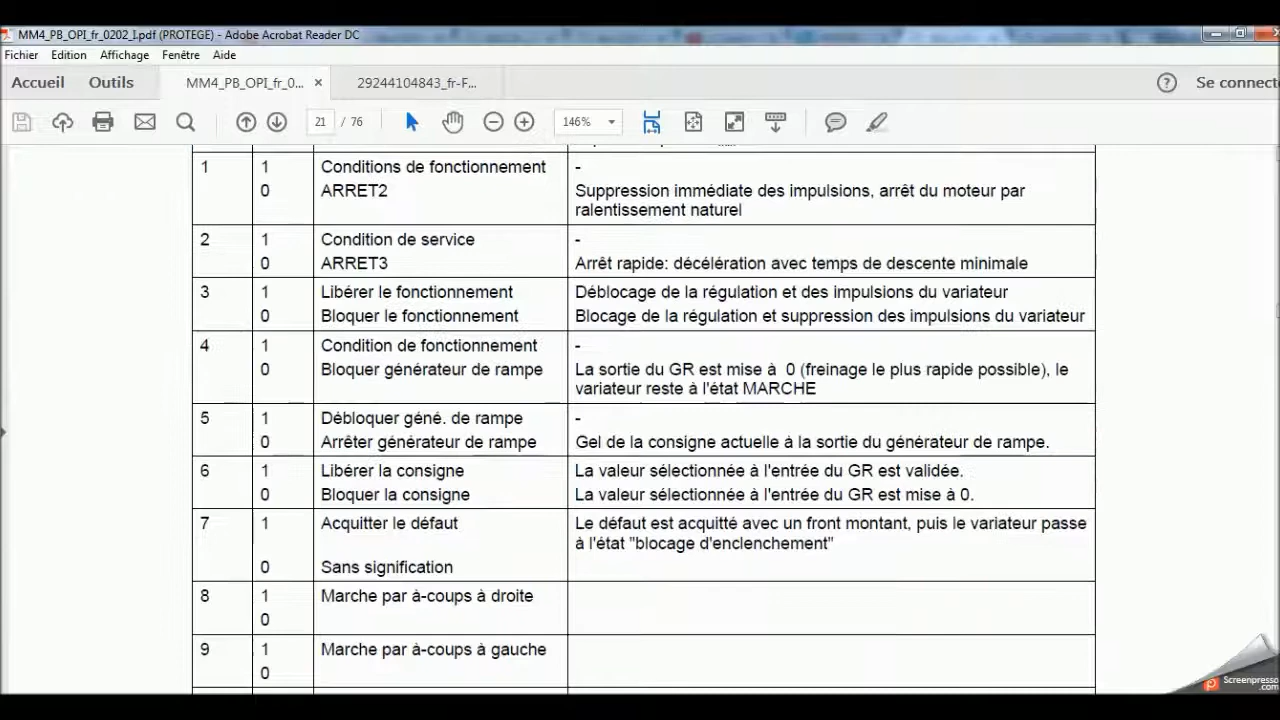 MM4_PB_OPI_fr_0202_I.pdf (PROTEGE) - Adobe Acrobat Reader DC
Fichier Edition Affichage Fenêtre Aide
Accueil Outils MM4_PB_OPI_fr_0... × 29244104843_fr-F... ? Se connecte
21 / 76 146%
1 1 Conditions de fonctionnement -
0 ARRET2 Suppression immédiate des impulsions, arrêt du moteur par
ralentissement naturel
2 1 Condition de service -
0 ARRET3 Arrêt rapide: décélération avec temps de descente minimale
3 1 Libérer le fonctionnement Déblocage de la régulation et des impulsions du variateur
0 Bloquer le fonctionnement Blocage de la régulation et suppression des impulsions du variateur
4 1 Condition de fonctionnement -
0 Bloquer générateur de rampe La sortie du GR est mise à 0 (freinage le plus rapide possible), le
variateur reste à l'état MARCHE
5 1 Débloquer géné. de rampe -
0 Arrêter générateur de rampe Gel de la consigne actuelle à la sortie du générateur de rampe.
6 1 Libérer la consigne La valeur sélectionnée à l'entrée du GR est validée.
0 Bloquer la consigne La valeur sélectionnée à l'entrée du GR est mise à 0.
7 1 Acquitter le défaut Le défaut est acquitté avec un front montant, puis le variateur passe
à l'état "blocage d'enclenchement"
0 Sans signification
8 1 Marche par à-coups à droite
0
9 1 Marche par à-coups à gauche
0
Screenpresso
.com